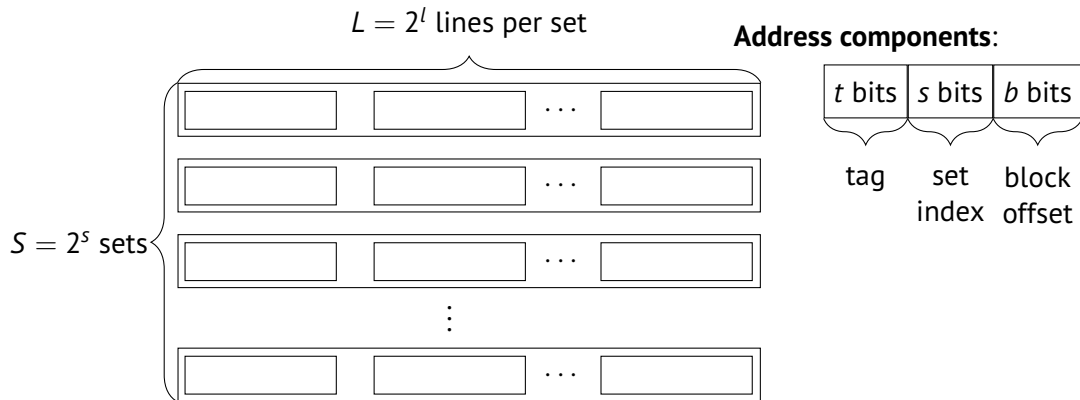 L = 2^l lines per set
Address components:
t bits s bits b bits
tag set index block offset
S = 2^s sets
···
···
···
⋮
···